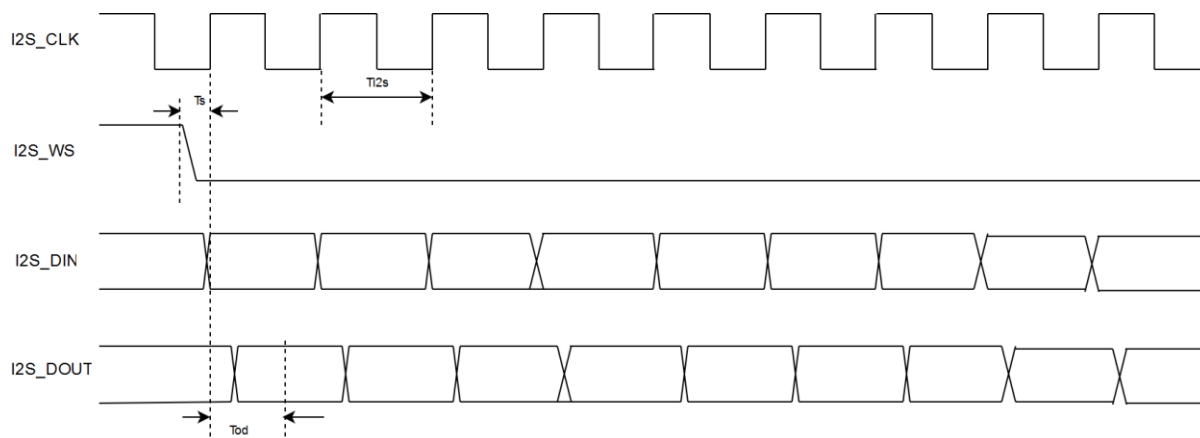 I2S_CLK
Ts
TI2s
I2S_WS
I2S_DIN
I2S_DOUT
Tod